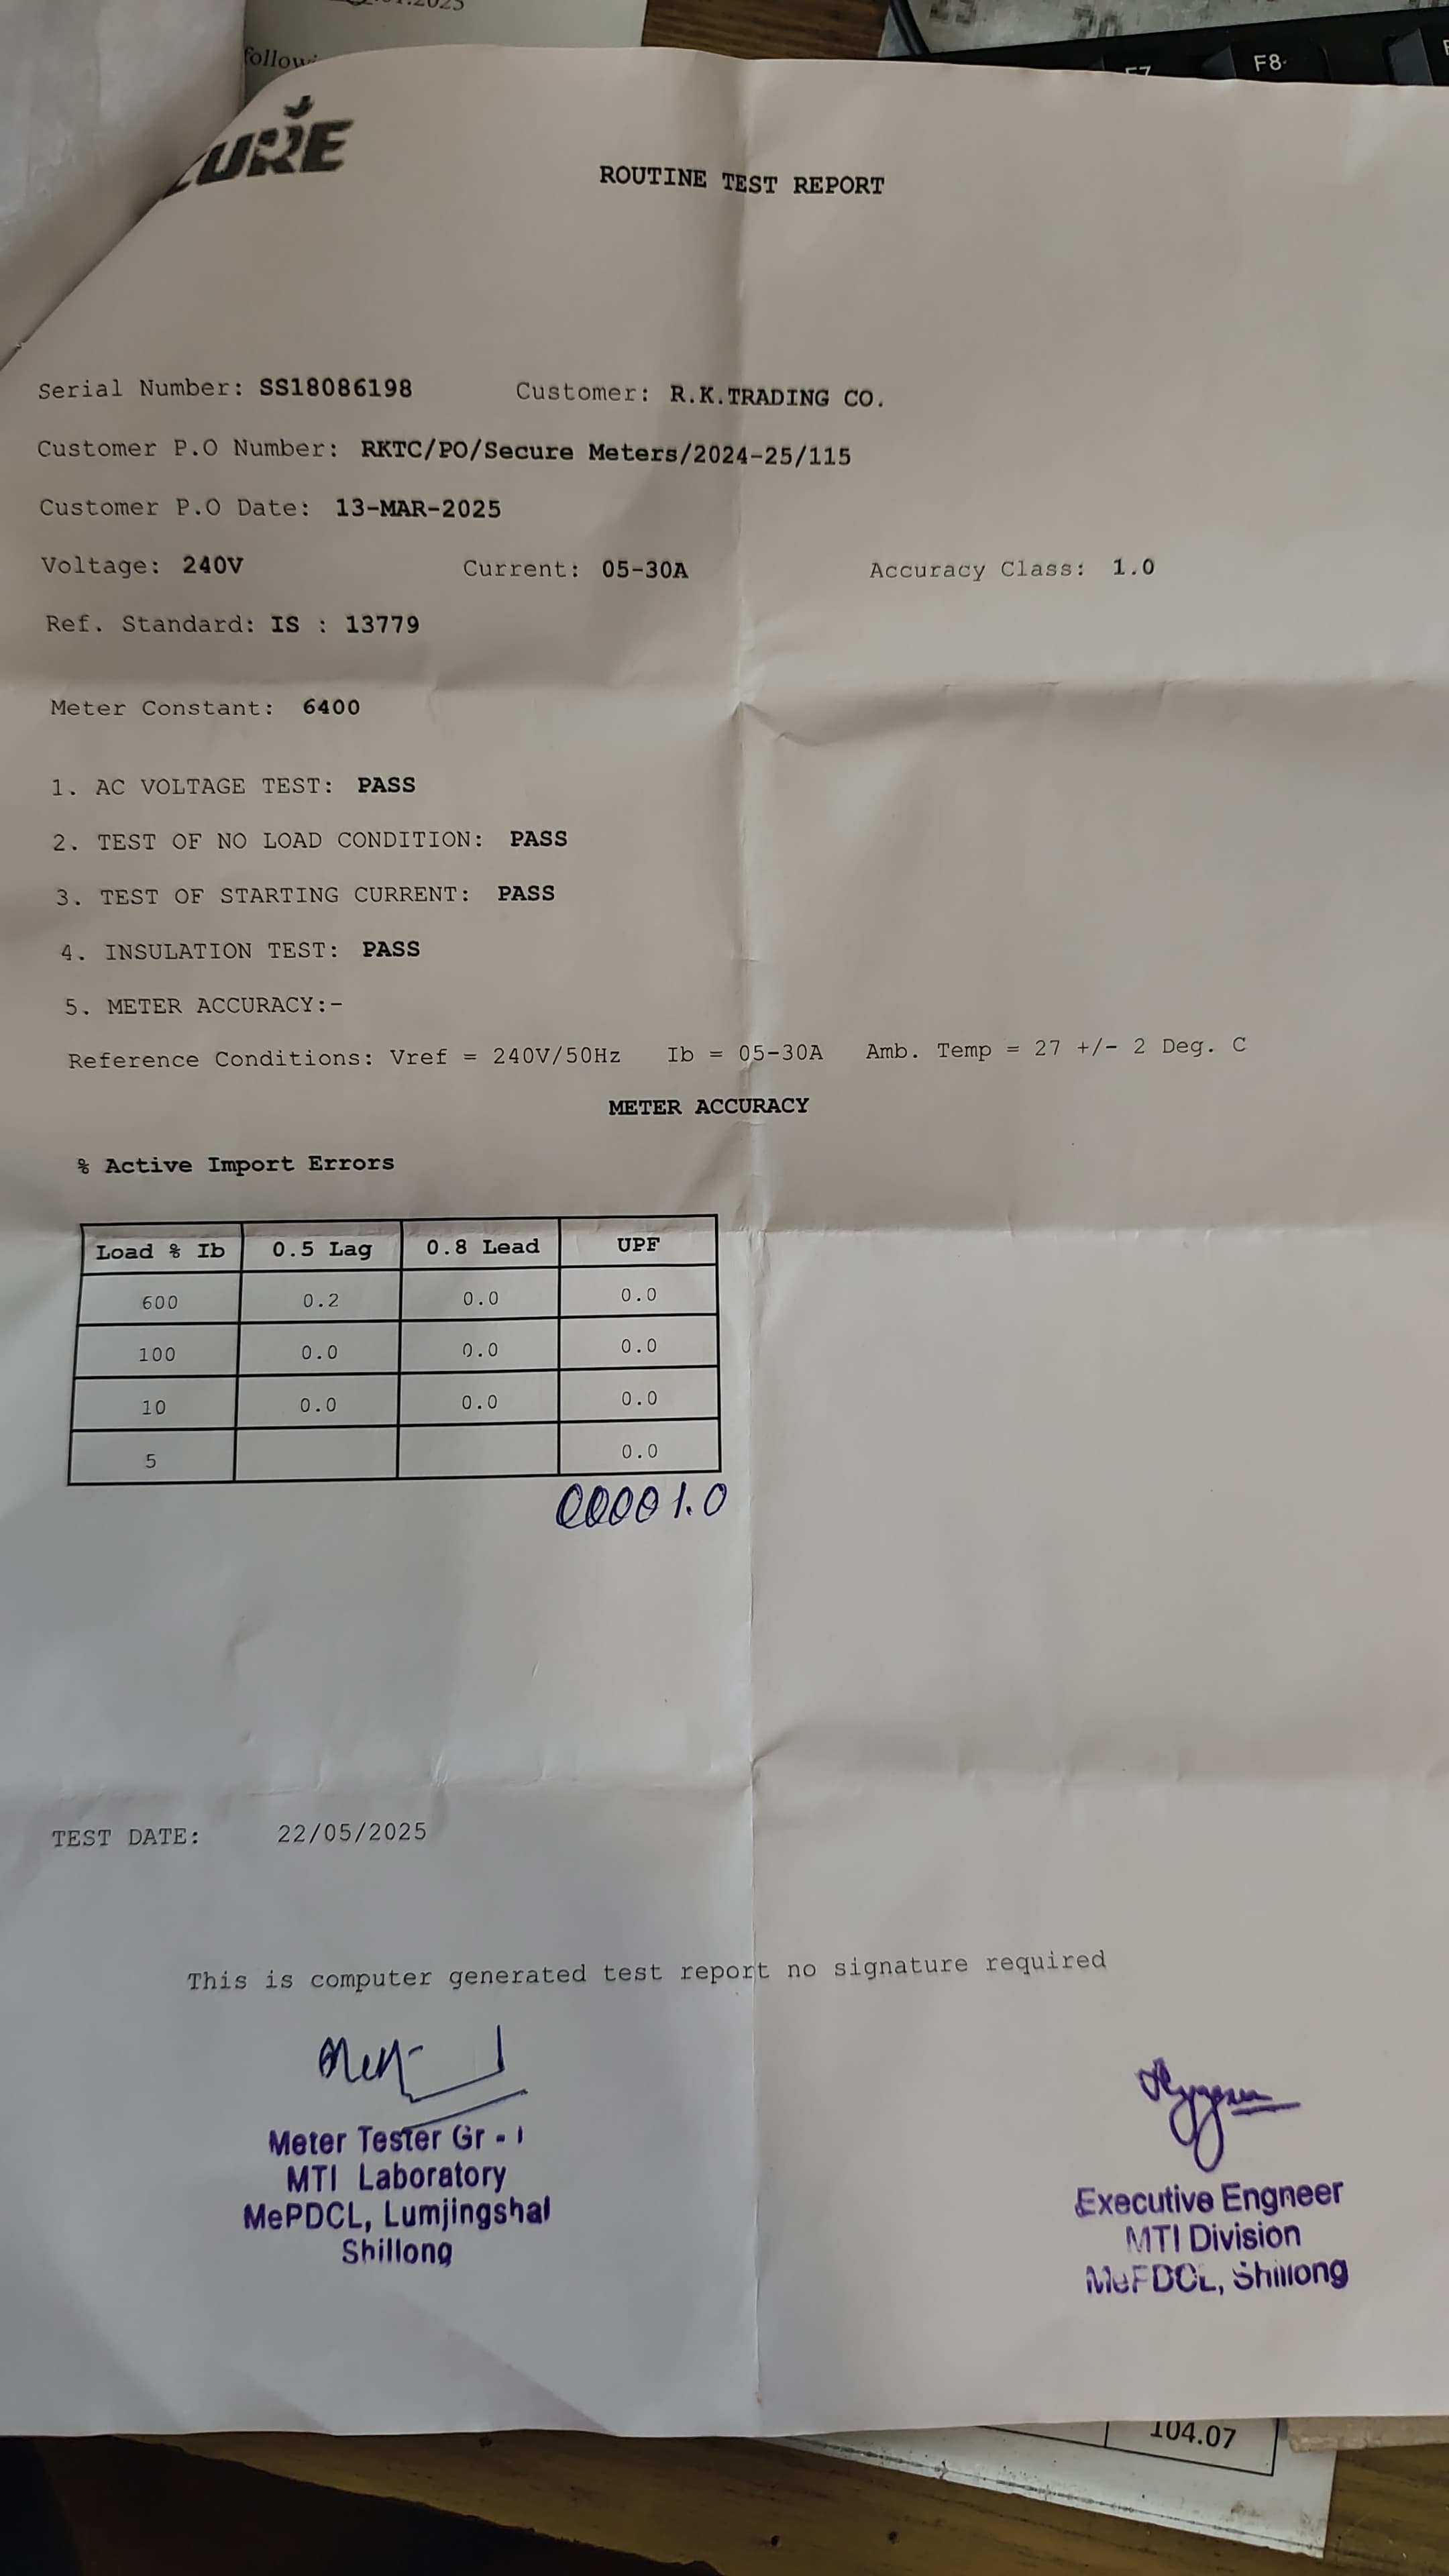 follow
URE
ROUTINE TEST REPORT
F8
Serial Number: SS18086198 Customer: R.K.TRADING CO.
Customer P.O Number: RKTC/PO/Secure Meters/2024-25/115
Customer P.O Date: 13-MAR-2025
Voltage: 240V Current: 05-30A Accuracy Class: 1.0
Ref. Standard: IS : 13779
Meter Constant: 6400
1. AC VOLTAGE TEST: PASS
2. TEST OF NO LOAD CONDITION: PASS
3. TEST OF STARTING CURRENT: PASS
4. INSULATION TEST: PASS
5. METER ACCURACY:-
Reference Conditions: Vref = 240V/50Hz Ib = 05-30A Amb. Temp = 27 +/- 2 Deg. C
METER ACCURACY
% Active Import Errors
Load % Ib 0.5 Lag 0.8 Lead UPF
600 0.2 0.0 0.0
100 0.0 0.0 0.0
10 0.0 0.0 0.0
5 0.0
00001.0
TEST DATE: 22/05/2025
This is computer generated test report no signature required
Meter Tester Gr - I
MTI Laboratory
MePDCL, Lumjingshai
Shillong
Executive Engneer
MTI Division
MePDCL, Shillong
104.07